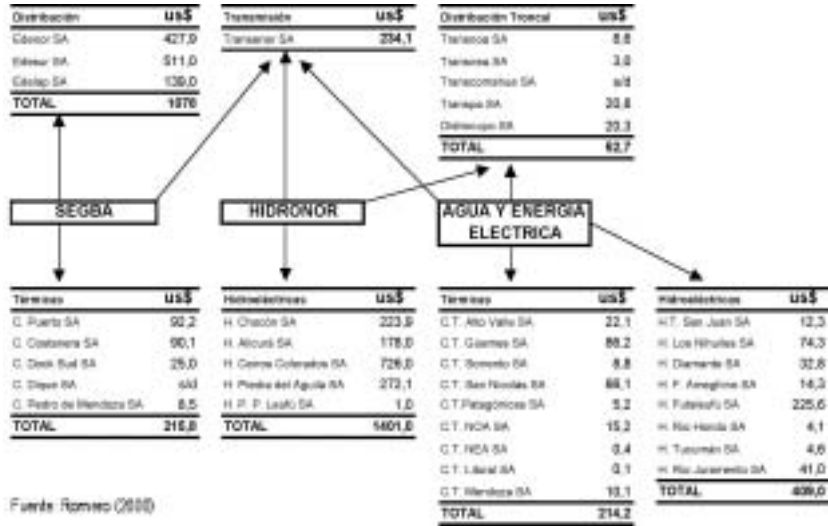 Distribución US$
Edenor SA 427,9
Edesur SA 511,0
Edelap SA 139,0
TOTAL 1078
Transmisión US$
Transener SA 234,1
Distribución Troncal US$
Transnoa SA 8,6
Transnea SA 3,0
Transcomahue SA s/d
Transpa SA 20,8
Distrocuyo SA 20,3
TOTAL 62,7
SEGBA
HIDRONOR
AGUA Y ENERGIA
ELECTRICA
Térmicas US$
C. Puerto SA 92,2
C. Costanera SA 90,1
C. Dock Sud SA 25,0
C. Dique SA s/d
C. Pedro de Mendoza SA 8,5
TOTAL 215,8
Hidroeléctricas US$
H. Chocón SA 223,9
H. Alicurá SA 178,0
H. Cerros Colorados SA 726,0
H. Piedra del Aguila SA 272,1
H. P. P. Leufú SA 1,0
TOTAL 1401,0
Térmicas US$
C.T. Alto Valle SA 22,1
C.T. Güemes SA 86,2
C.T. Sorrento SA 8,8
C.T. San Nicolás SA 66,1
C.T. Patagónicas SA 5,2
C.T. NOA SA 15,2
C.T. NEA SA 0,4
C.T. Litoral SA 0,1
C.T. Mendoza SA 10,1
TOTAL 214,2
Hidroeléctricas US$
H.T. San Juan SA 12,3
H. Los Nihuiles SA 74,3
H. Diamante SA 32,8
H. F. Ameghino SA 14,3
H. Futaleufú SA 225,6
H. Río Hondo SA 4,1
H. Tucumán SA 4,6
H. Río Juramento SA 41,0
TOTAL 409,0
Fuente: Romero (2000)